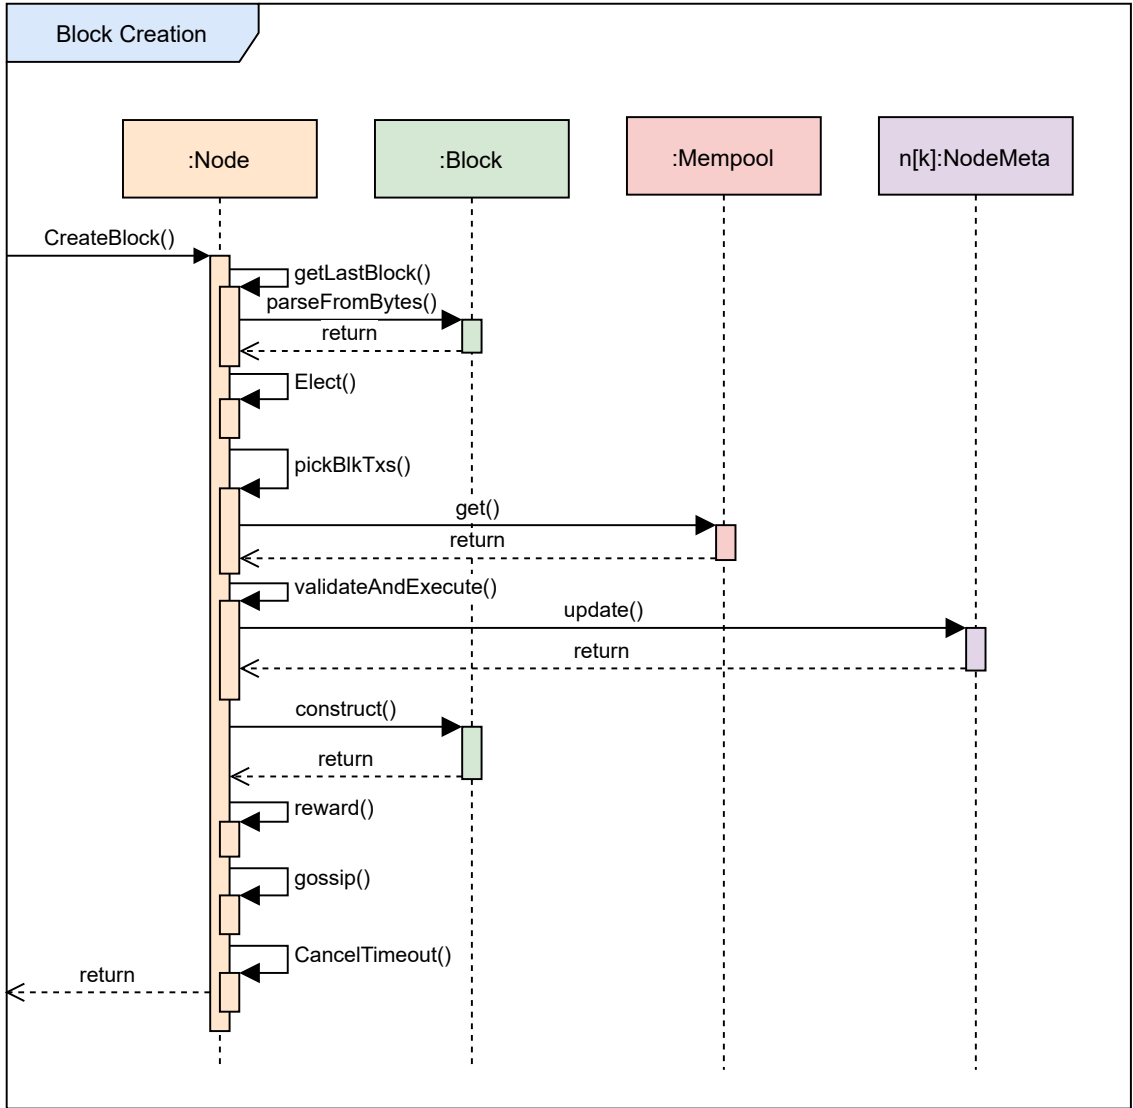 Block Creation
:Node
:Block
:Mempool
n[k]:NodeMeta
CreateBlock()
getLastBlock()
parseFromBytes()
return
Elect()
pickBlkTxs()
get()
return
validateAndExecute()
update()
return
construct()
return
reward()
gossip()
CancelTimeout()
return